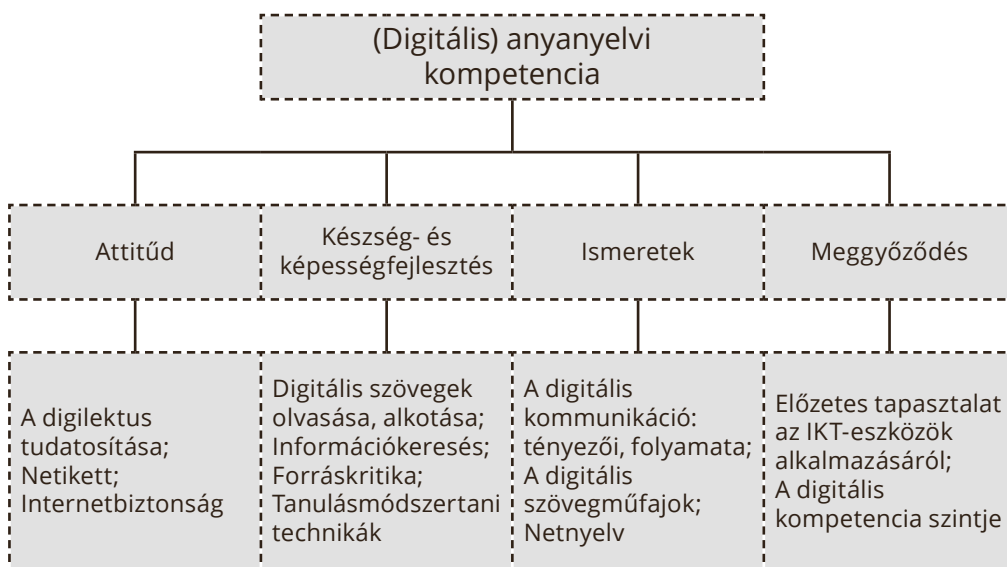 (Digitális) anyanyelvi
kompetencia
Attitűd
Készség- és
képességfejlesztés
Ismeretek
Meggyőződés
A digilektus
tudatosítása;
Netikett;
Internetbiztonság
Digitális szövegek
olvasása, alkotása;
Információkeresés;
Forráskritika;
Tanulásmódszertani
technikák
A digitális
kommunikáció:
tényezői, folyamata;
A digitális
szövegműfajok;
Netnyelv
Előzetes tapasztalat
az IKT-eszközök
alkalmazásáról;
A digitális
kompetencia szintje